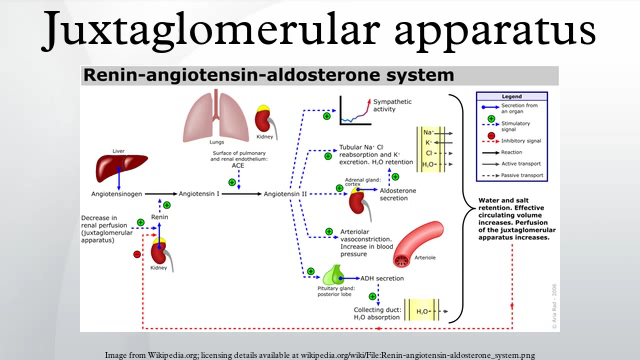 Juxtaglomerular apparatus
Renin-angiotensin-aldosterone system
Legend
Secretion from
an organ
Stimulatory
signal
Inhibitory signal
Reaction
Active transport
Passive transport
Lungs
Kidney
Surface of pulmonary
and renal endothelium:
ACE
Liver
Angiotensinogen
Angiotensin I
Angiotensin II
Decrease in
renal perfusion
(juxtaglomerular
apparatus)
Renin
Kidney
Sympathetic
activity
Tubular Na⁺ Cl⁻
reabsorption and K⁺
excretion. H₂O retention
Na⁺
K⁺
Cl⁻
H₂O
Adrenal gland:
cortex
Aldosterone
secretion
Arteriolar
vasoconstriction.
Increase in blood
pressure
Arteriole
Pituitary gland:
posterior lobe
ADH secretion
Collecting duct:
H₂O absorption
H₂O
Water and salt
retention. Effective
circulating volume
increases. Perfusion
of the juxtaglomerular
apparatus increases.
© Aria Rad - 2006
Image from Wikipedia.org; licensing details available at wikipedia.org/wiki/File:Renin-angiotensin-aldosterone_system.png